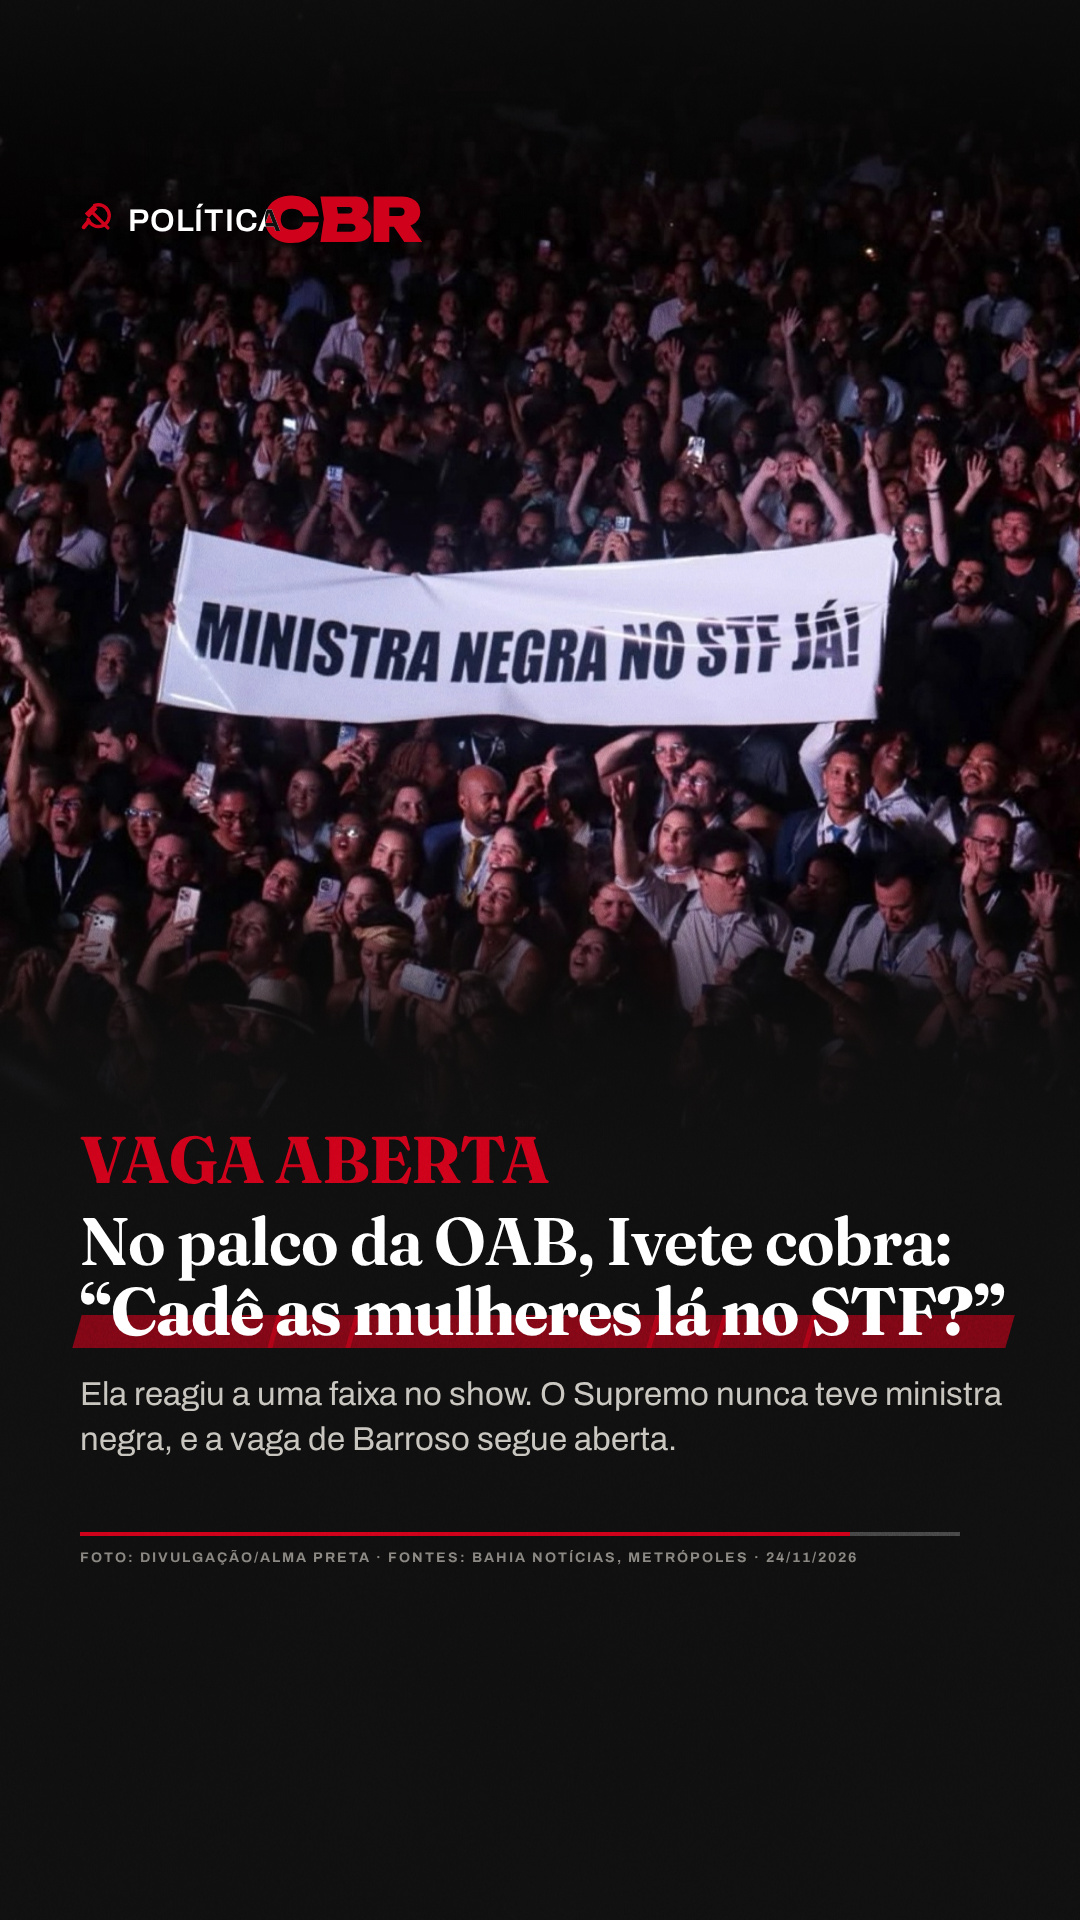 POLÍTICA CBR
MINISTRA NEGRA NO STF JÁ!
VAGA ABERTA
No palco da OAB, Ivete cobra:
“Cadê as mulheres lá no STF?”
Ela reagiu a uma faixa no show. O Supremo nunca teve ministra
negra, e a vaga de Barroso segue aberta.
FOTO: DIVULGAÇÃO/ALMA PRETA · FONTES: BAHIA NOTÍCIAS, METRÓPOLES · 24/11/2026